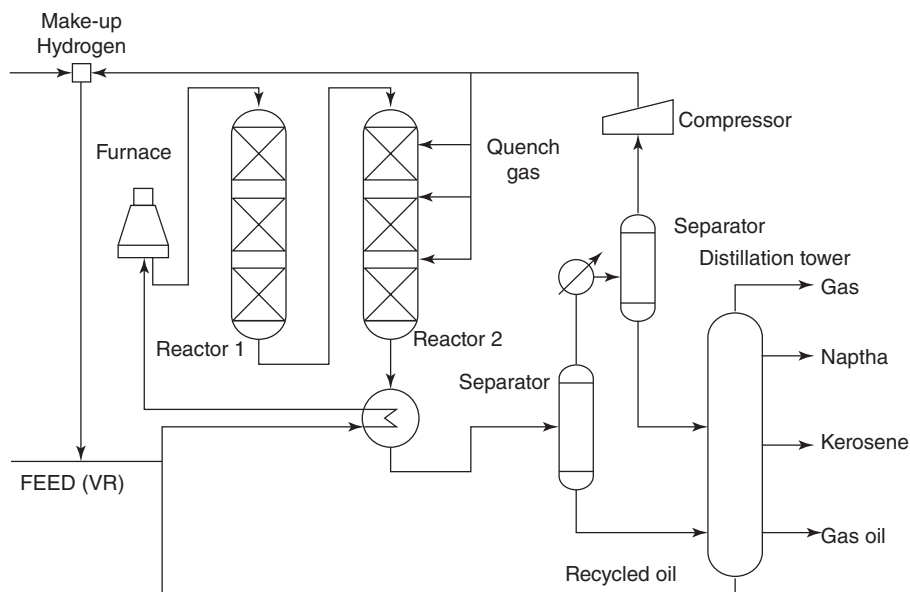 Make-up
Hydrogen
Furnace
Compressor
Quench
gas
Separator
Distillation tower
Gas
Reactor 1
Reactor 2
Separator
Naptha
Kerosene
FEED (VR)
Gas oil
Recycled oil